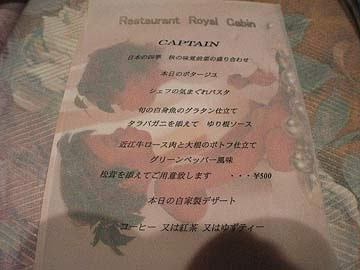 Restaurant Royal Cabin
CAPTAIN
日本の四季 秋の味覚前菜の盛り合わせ
本日のポタージュ
シェフの気まぐれパスタ
旬の白身魚のグラタン仕立て
タラバガニを添えて ゆり根ソース
近江牛ロース肉と大根のポトフ仕立て
グリーンペッパー風味
松茸を添えてご用意致します ・・・¥500
本日の自家製デザート
コーヒー 又は紅茶 又はゆずティー